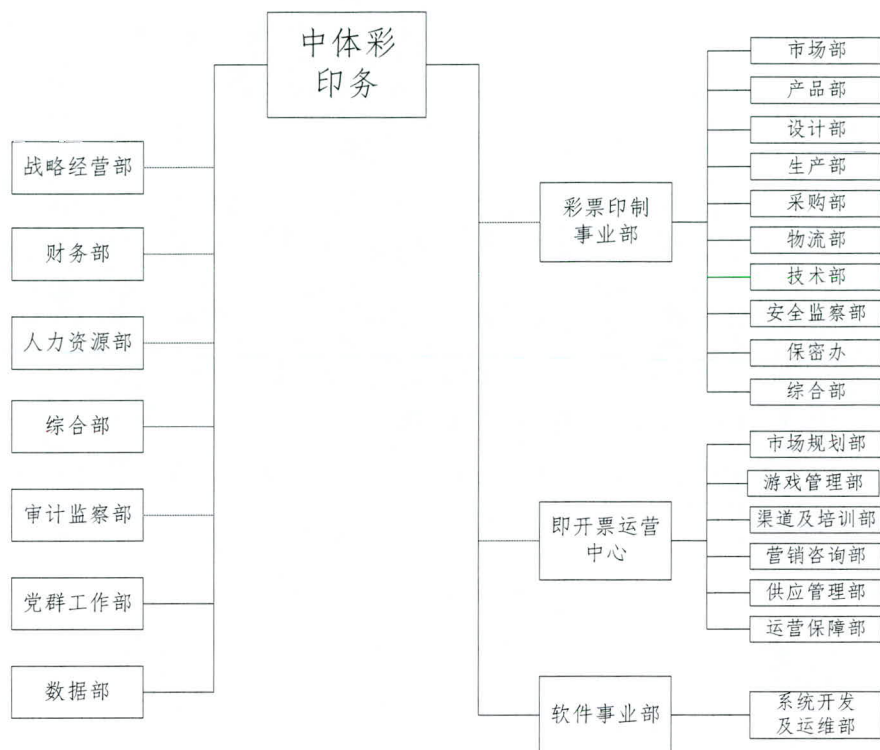 中体彩
印务
战略经营部
财务部
人力资源部
综合部
审计监察部
党群工作部
数据部
彩票印制
事业部
市场部
产品部
设计部
生产部
采购部
物流部
技术部
安全监察部
保密办
综合部
即开票运营
中心
市场规划部
游戏管理部
渠道及培训部
营销咨询部
供应管理部
运营保障部
软件事业部
系统开发
及运维部